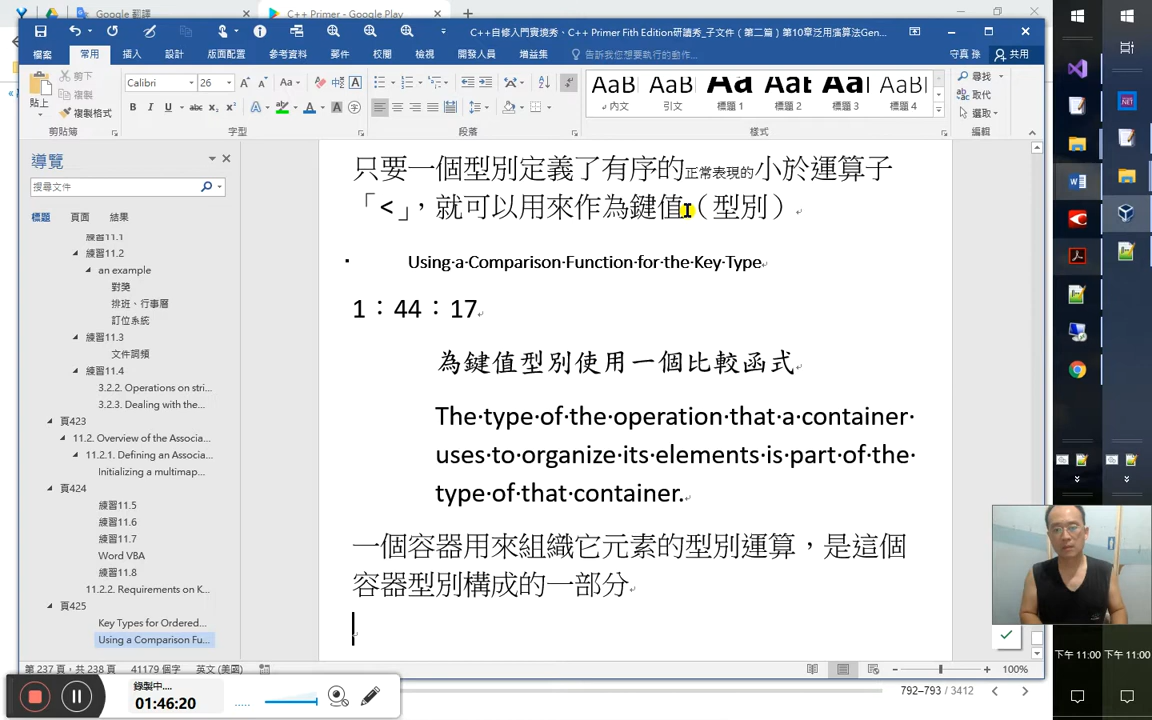 Google 翻譯
C++ Primer - Google Play
C++自修入門實境秀、C++ Primer Fith Edition研讀秀_子文件（第二篇）第10章泛用演算法Gen...
檔案
常用
插入
設計
版面配置
參考資料
郵件
校閱
檢視
開發人員
增益集
告訴我您想要執行的動作...
守真 孫
共用
貼上
剪下
複製
複製格式
剪貼簿
Calibri
26
字型
段落
AaB
內文
AaB
引文
Aa
標題 1
Aat
標題 2
Aal
標題 3
AaBl
標題 4
樣式
尋找
取代
選取
編輯
導覽
搜尋文件
標題
頁面
結果
練習11.1
練習11.2
an example
對獎
排班、行事曆
訂位系統
練習11.3
文件詞頻
練習11.4
3.2.2. Operations on stri...
3.2.3. Dealing with the...
頁423
11.2. Overview of the Associa...
11.2.1. Defining an Associa...
Initializing a multimap...
頁424
練習11.5
練習11.6
練習11.7
Word VBA
練習11.8
11.2.2. Requirements on K...
頁425
Key Types for Ordered...
Using a Comparison Fu...
只要一個型別定義了有序的正常表現的小於運算子
「<」，就可以用來作為鍵值（型別）
Using a Comparison Function for the Key Type
1：44：17
為鍵值型別使用一個比較函式
The type of the operation that a container
uses to organize its elements is part of the
type of that container.
一個容器用來組織它元素的型別運算，是這個
容器型別構成的一部分
第 237 頁，共 238 頁
41179 個字
英文 (美國)
100%
錄製中...
01:46:20
792–793 / 3412
下午 11:00
下午 11:00